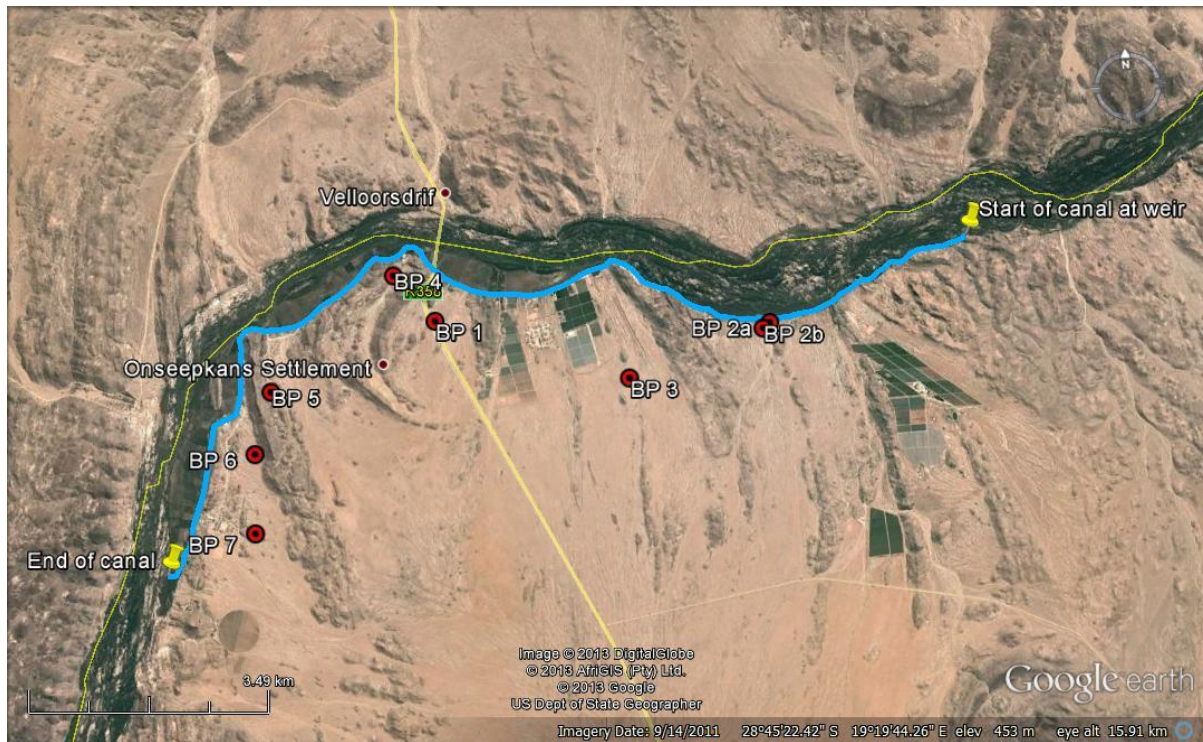 N
Velloorsdrif
Start of canal at weir
BP 4
R358
BP 1
BP 2a
BP 2b
Onseepkans Settlement
BP 3
BP 5
BP 6
BP 7
End of canal
3.49 km
Image © 2013 DigitalGlobe
© 2013 AfriGIS (Pty) Ltd.
© 2013 Google
US Dept of State Geographer
Google earth
Imagery Date: 9/14/2011 28°45'22.42" S 19°19'44.26" E elev 453 m eye alt 15.91 km